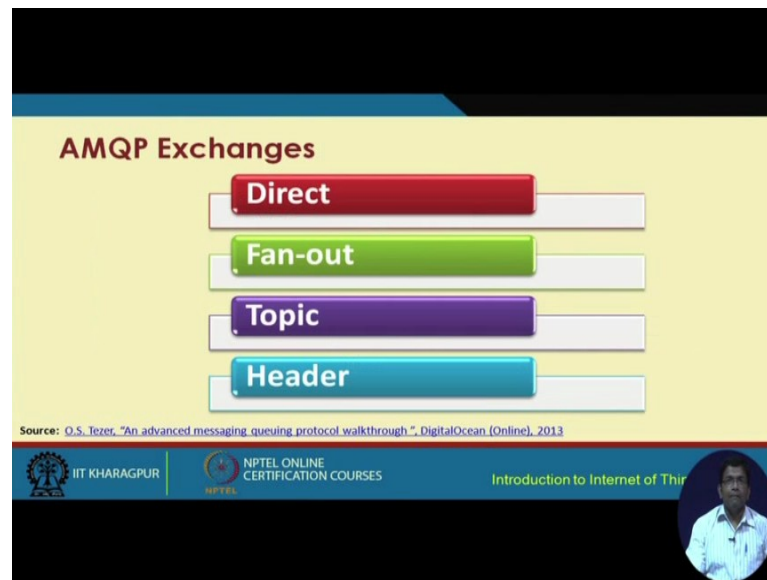 AMQP Exchanges
Direct
Fan-out
Topic
Header
Source: O.S. Tezer, "An advanced messaging queuing protocol walkthrough ", DigitalOcean (Online), 2013
IIT KHARAGPUR
NPTEL ONLINE
CERTIFICATION COURSES
NPTEL
Introduction to Internet of Thin